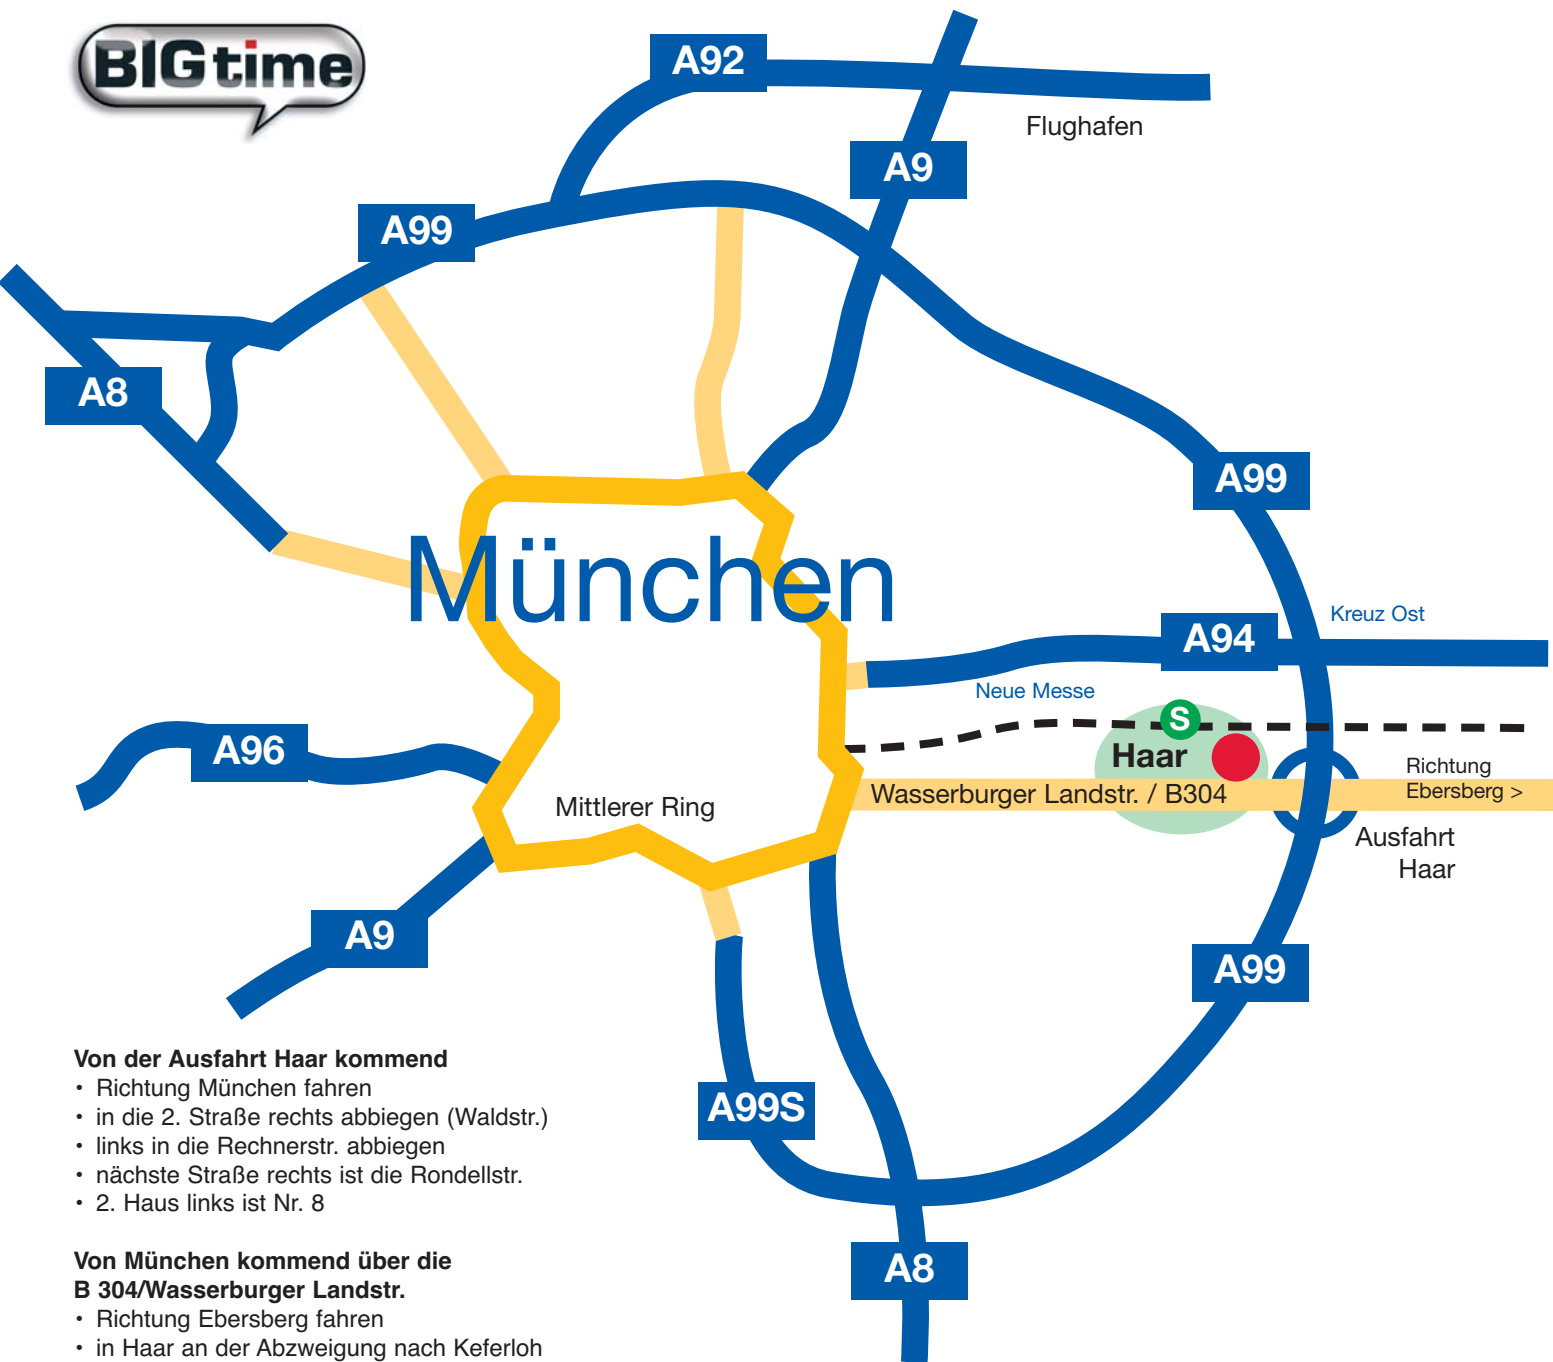 BIGtime
A92
Flughafen
A9
A99
A8
A99
München
Kreuz Ost
A94
Neue Messe
S
Haar
A96
Richtung
Ebersberg >
Wasserburger Landstr. / B304
Mittlerer Ring
Ausfahrt
Haar
A9
A99
A99S
A8
Von der Ausfahrt Haar kommend
• Richtung München fahren
• in die 2. Straße rechts abbiegen (Waldstr.)
• links in die Rechnerstr. abbiegen
• nächste Straße rechts ist die Rondellstr.
• 2. Haus links ist Nr. 8
Von München kommend über die
B 304/Wasserburger Landstr.
• Richtung Ebersberg fahren
• in Haar an der Abzweigung nach Keferloh